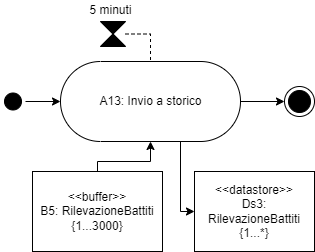 5 minuti
A13: Invio a storico
<<buffer>>
B5: RilevazioneBattiti
{1...3000}
<<datastore>>
Ds3:
RilevazioneBattiti
{1...*}